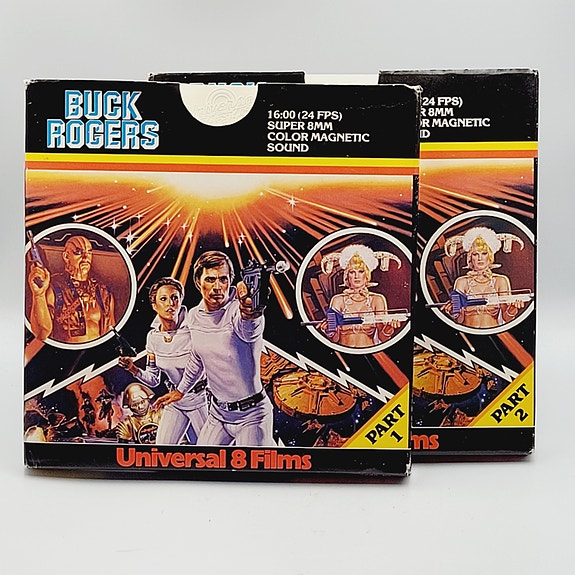 BUCK
ROGERS
16:00 (24 FPS)
SUPER 8MM
COLOR MAGNETIC
SOUND
PART
1
Universal 8 Films
(24 FPS)
8MM
MAGNETIC
PART
2